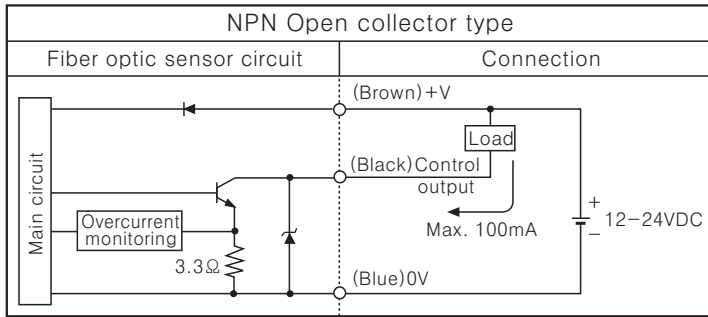 NPN Open collector type
Fiber optic sensor circuit
Connection
(Brown)+V
Load
(Black)Control
output
Main circuit
Overcurrent
monitoring
Max. 100mA
+
12-24VDC
-
3.3Ω
(Blue)0V